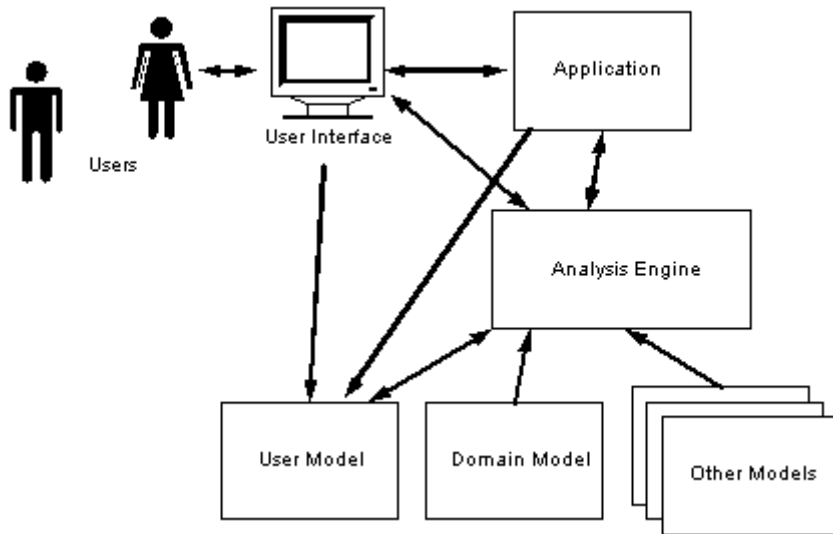 Application
User Interface
Users
Analysis Engine
User Model
Domain Model
Other Models